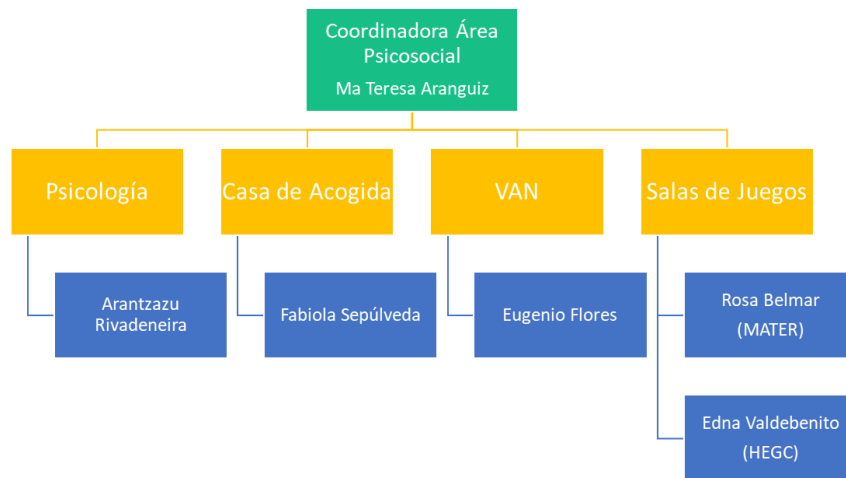 Coordinadora Área
Psicosocial
Ma Teresa Aranguiz
Psicología
Casa de Acogida
VAN
Salas de Juegos
Arantzazu
Rivadeneira
Fabiola Sepúlveda
Eugenio Flores
Rosa Belmar
(MATER)
Edna Valdebenito
(HEGC)